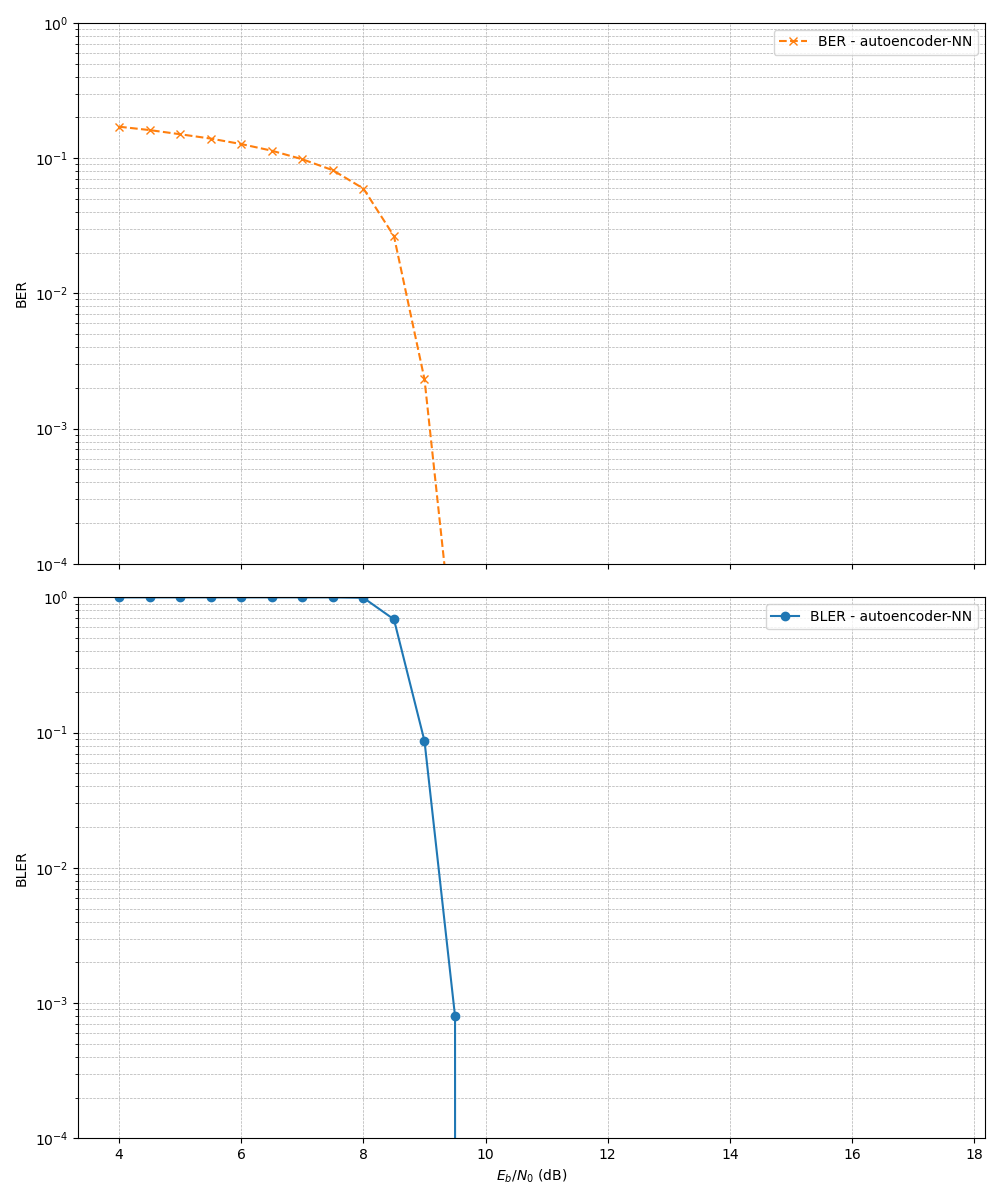 10⁰
BER - autoencoder-NN
10⁻¹
10⁻²
BER
10⁻³
10⁻⁴
10⁰
BLER - autoencoder-NN
10⁻¹
10⁻²
BLER
10⁻³
10⁻⁴
4 6 8 10 12 14 16 18
E_b/N_0 (dB)